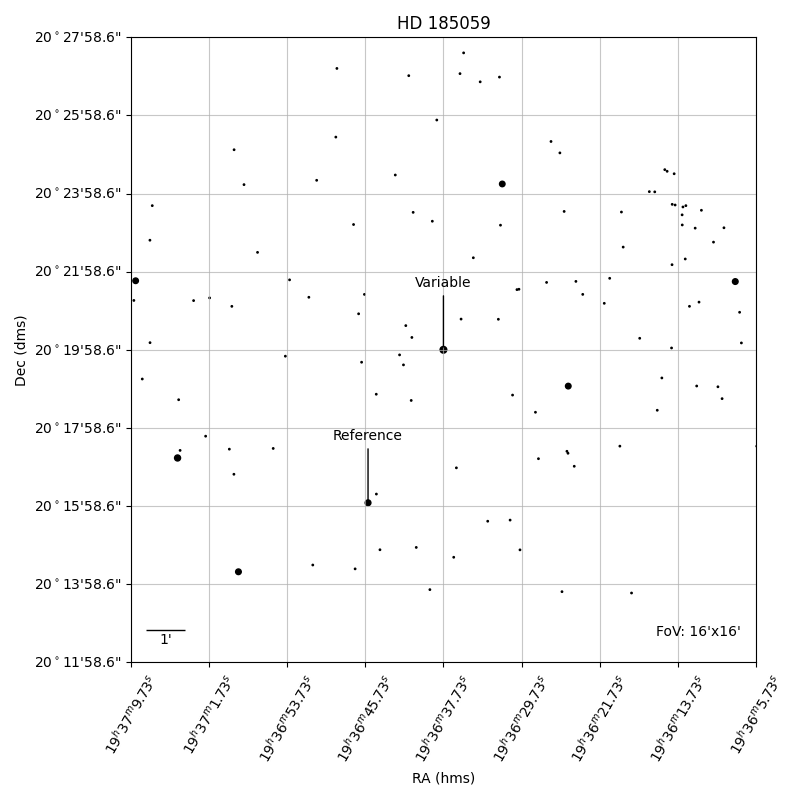 HD 185059
20°27'58.6"
20°25'58.6"
20°23'58.6"
20°21'58.6"
20°19'58.6"
20°17'58.6"
20°15'58.6"
20°13'58.6"
20°11'58.6"
Dec (dms)
Variable
Reference
1'
FoV: 16'x16'
19ʰ37ᵐ9.73ˢ
19ʰ37ᵐ1.73ˢ
19ʰ36ᵐ53.73ˢ
19ʰ36ᵐ45.73ˢ
19ʰ36ᵐ37.73ˢ
19ʰ36ᵐ29.73ˢ
19ʰ36ᵐ21.73ˢ
19ʰ36ᵐ13.73ˢ
19ʰ36ᵐ5.73ˢ
RA (hms)